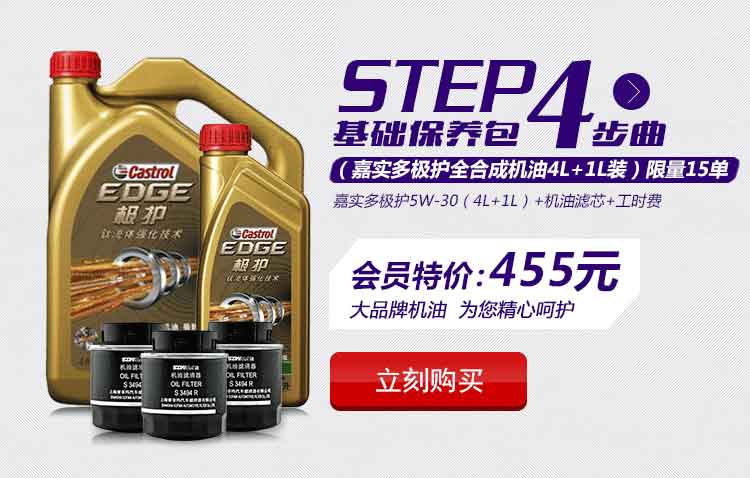 STEP 4
基础保养包 步曲
（嘉实多极护全合成机油4L+1L装）限量15单
嘉实多极护5W-30（4L+1L）+机油滤芯+工时费
会员特价：455元
大品牌机油 为您精心呵护
立刻购买
Castrol
EDGE
极护
钛流体强化技术
Castrol
EDGE
极护
钛流体强化技术
机油滤清器
OIL FILTER
S 3494 R
机油滤清器
OIL FILTER
S 3494 R
机油滤清器
OIL FILTER
S 3494 R